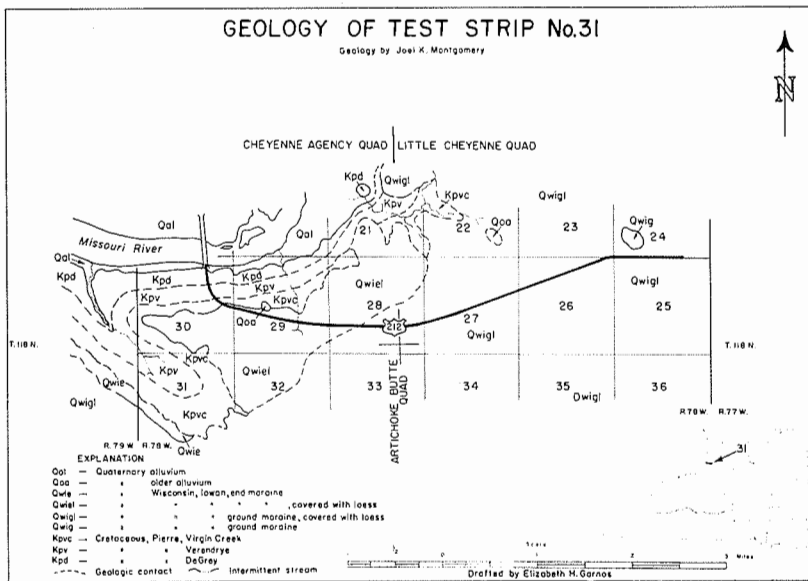 GEOLOGY OF TEST STRIP No.31
Geology by Joel K. Montgomery
N
CHEYENNE AGENCY QUAD LITTLE CHEYENNE QUAD
Kpd
Qwigl
Kpv
Kpvc
Qwigl
Qal
Qal
21
22
Qoa
23
Qwig
24
Missouri River
Qal
Kpd
Kpd
Kpd
Kpv
Qwiel
Qwigl
Kpv
Kpvc
28
26
25
30
Qoa
29
212
27
Qwigl
T. 118 N.
T. 118 N.
Kpvc
Kpv
Qwie
Qwiel
31
32
33
34
35
36
Qwigl
Kpvc
Qwigl
ARTICHOKE BUTTE QUAD
Qwie
R. 79 W. R. 78 W.
R. 78 W. R. 77 W.
31
EXPLANATION
Qal — Quaternary alluvium
Qoa — " older alluvium
Qwie — " Wisconsin, Iowan, end moraine
Qwiel — " " " " " , covered with loess
Qwigl — " " " ground moraine, covered with loess
Qwig — " " " ground moraine
Kpvc — Cretaceous, Pierre, Virgin Creek
Kpv — " " Verendrye
Kpd — " " DeGrey
Geologic contact Intermittent stream
Scale
2 0 1 2 3 Miles
Drafted by Elizabeth H. Garnos